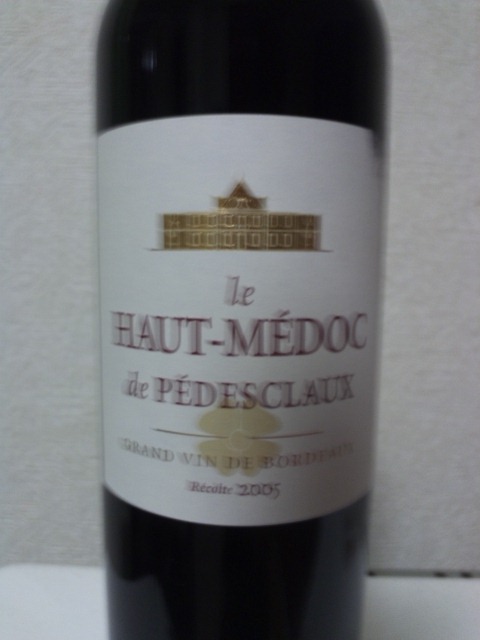 le
HAUT-MÉDOC
de PÉDESCLAUX
GRAND VIN DE BORDEAUX
Récolte 2005